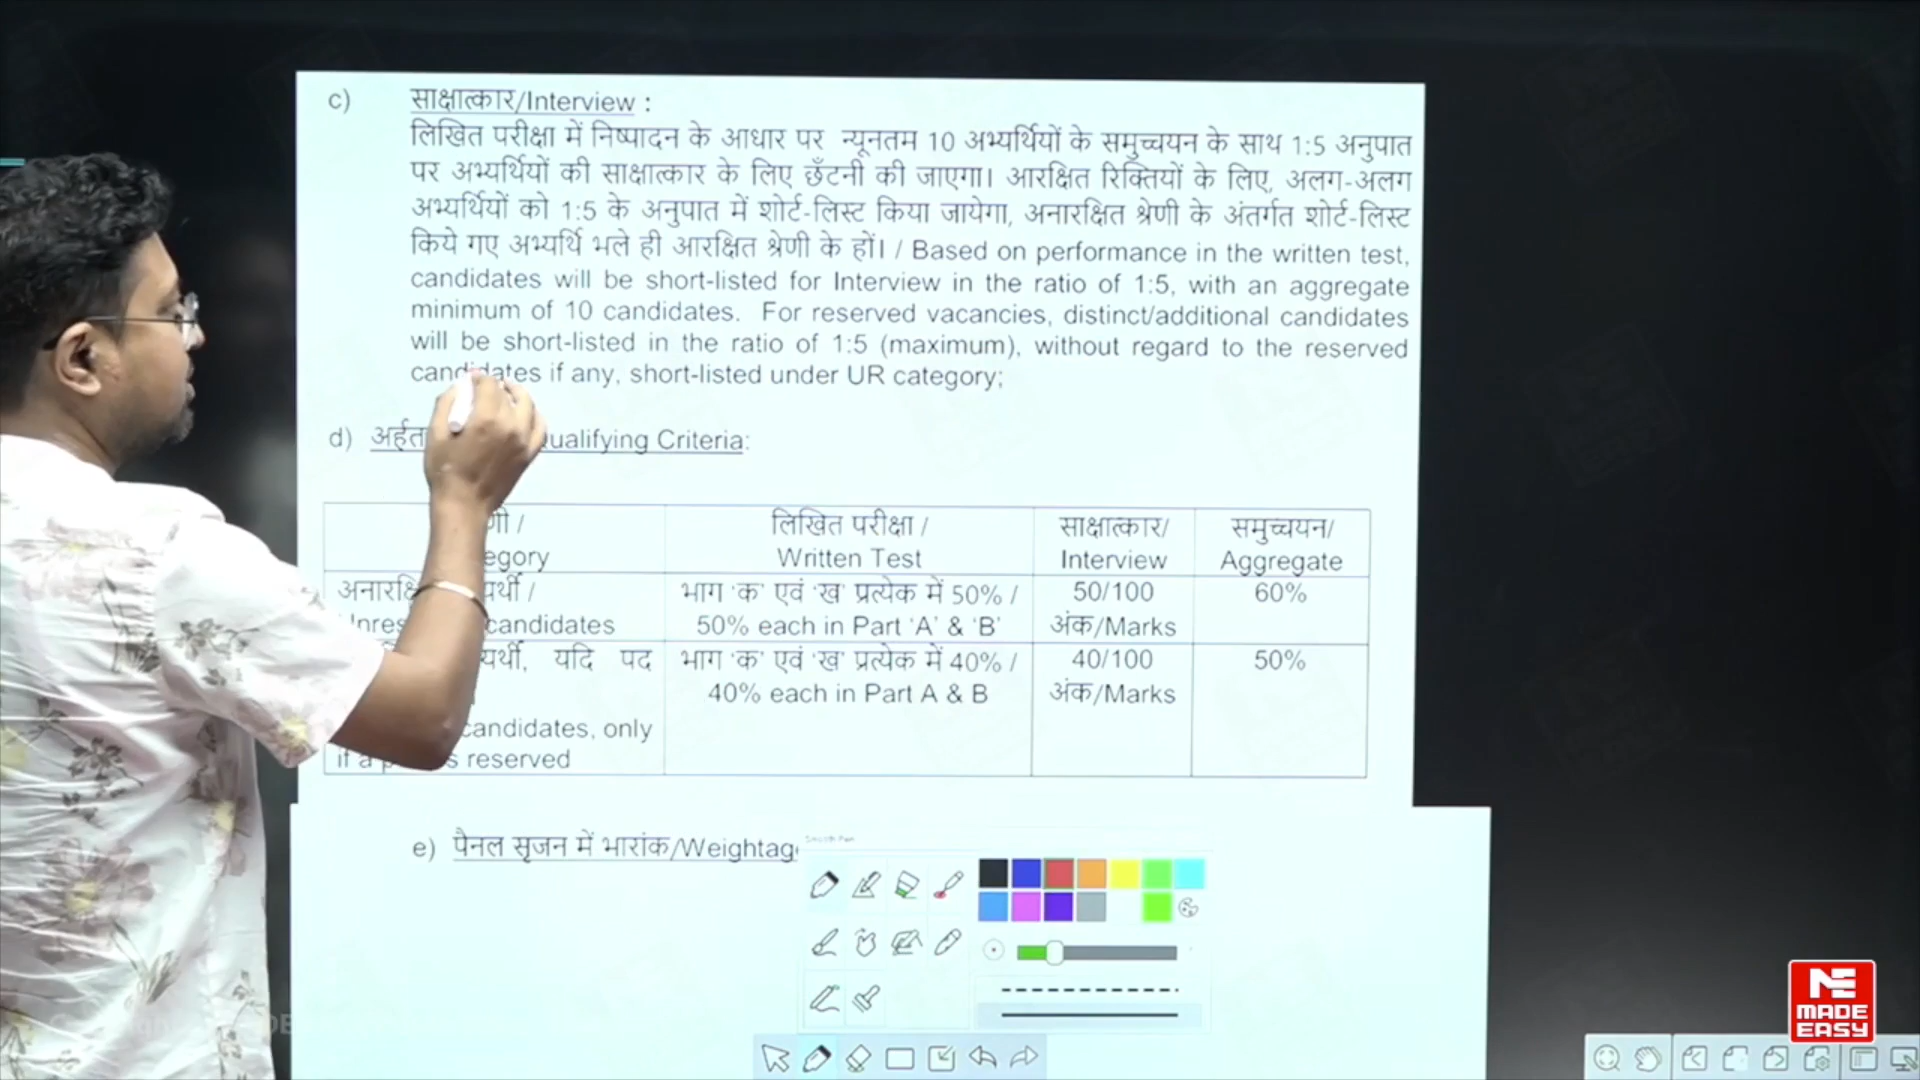 c) साक्षात्कार/Interview :
लिखित परीक्षा में निष्पादन के आधार पर न्यूनतम 10 अभ्यर्थियों के समुच्चयन के साथ 1:5 अनुपात
पर अभ्यर्थियों की साक्षात्कार के लिए छँटनी की जाएगा। आरक्षित रिक्तियों के लिए, अलग-अलग
अभ्यर्थियों को 1:5 के अनुपात में शोर्ट-लिस्ट किया जायेगा, अनारक्षित श्रेणी के अंतर्गत शोर्ट-लिस्ट
किये गए अभ्यर्थि भले ही आरक्षित श्रेणी के हों। / Based on performance in the written test,
candidates will be short-listed for Interview in the ratio of 1:5, with an aggregate
minimum of 10 candidates. For reserved vacancies, distinct/additional candidates
will be short-listed in the ratio of 1:5 (maximum), without regard to the reserved
candidates if any, short-listed under UR category;
d) Qualifying Criteria:
लिखित परीक्षा /
Written Test
साक्षात्कार/
Interview
समुच्चयन/
Aggregate
candidates
भाग 'क' एवं 'ख' प्रत्येक में 50% /
50% each in Part 'A' & 'B'
50/100
अंक/Marks
60%
यदि पद
candidates, only
reserved
भाग 'क' एवं 'ख' प्रत्येक में 40% /
40% each in Part A & B
40/100
अंक/Marks
50%
e) पैनल सृजन में भारांक/Weightag
Smooth Pen
MADE
EASY